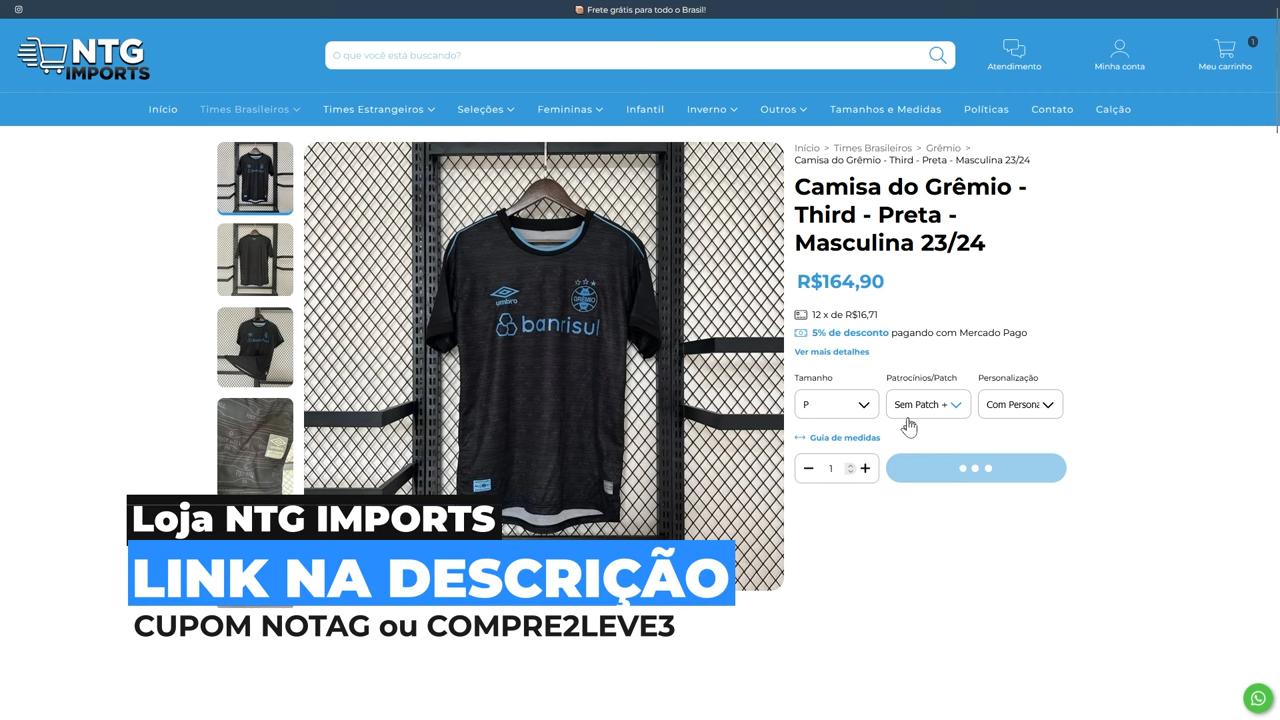 Frete grátis para todo o Brasil!
NTG
IMPORTS
O que você está buscando?
Atendimento
Minha conta
1
Meu carrinho
Início
Times Brasileiros
Times Estrangeiros
Seleções
Femininas
Infantil
Inverno
Outros
Tamanhos e Medidas
Políticas
Contato
Calção
Início > Times Brasileiros > Grêmio >
Camisa do Grêmio - Third - Preta - Masculina 23/24
Camisa do Grêmio -
Third - Preta -
Masculina 23/24
R$164,90
12 x de R$16,71
5% de desconto pagando com Mercado Pago
Ver mais detalhes
Tamanho
Patrocínios/Patch
Personalização
P
Sem Patch +
Com Persona
Guia de medidas
1
umbro
GRÊMIO
banrisul
Loja NTG IMPORTS
LINK NA DESCRIÇÃO
CUPOM NOTAG ou COMPRE2LEVE3